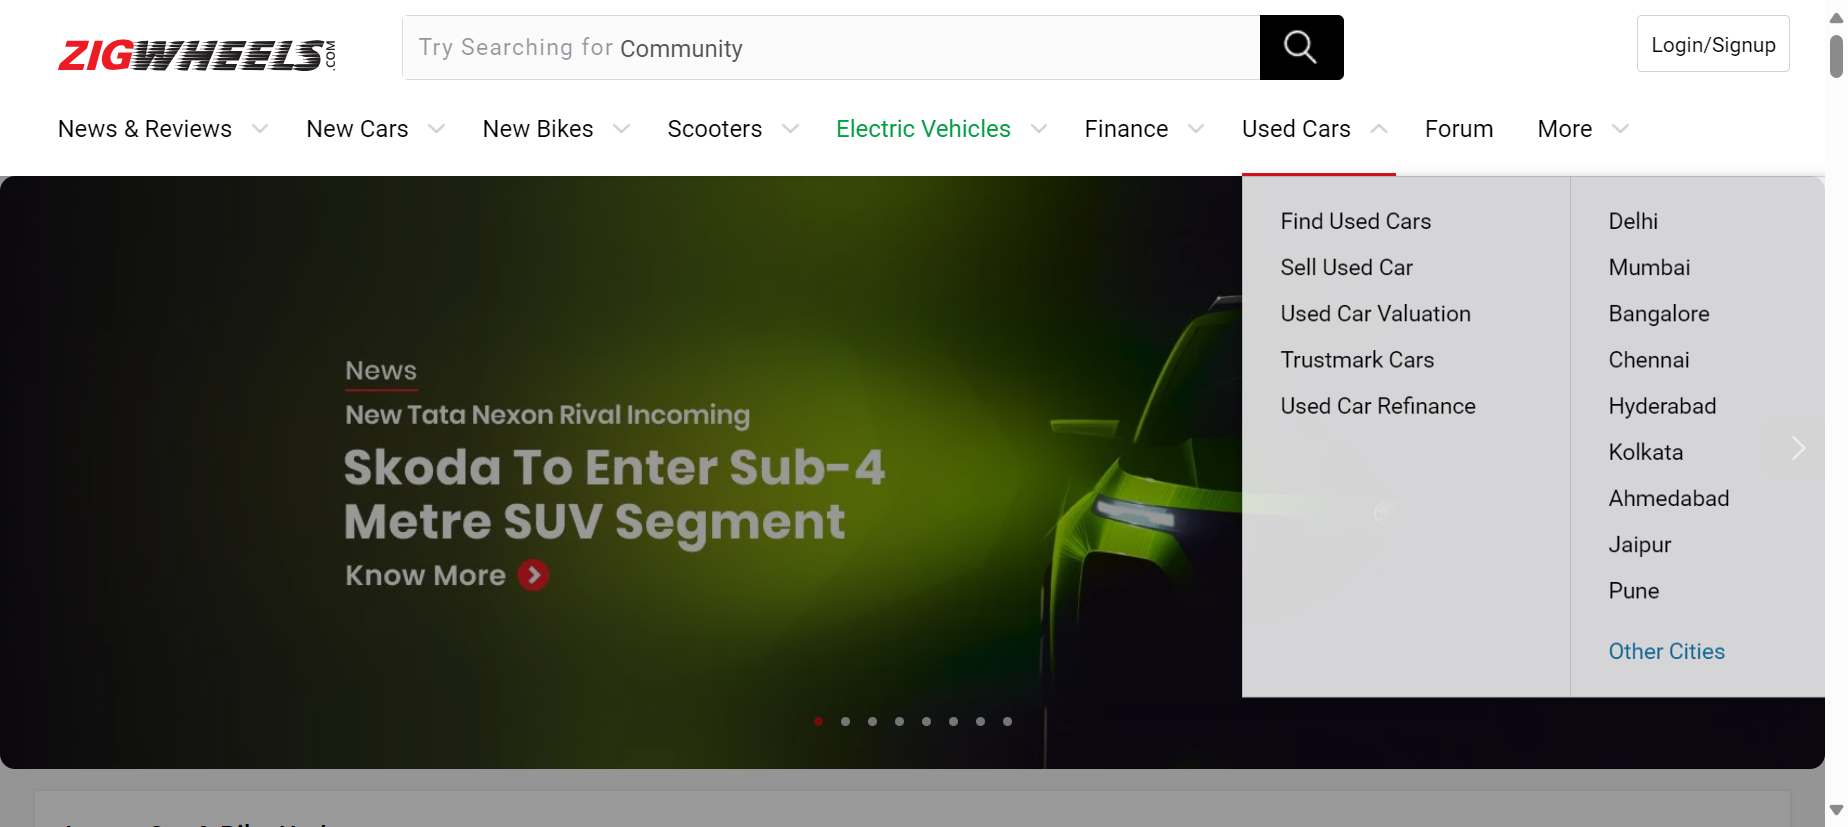 ZIGWHEELS.COM
Try Searching for Community
Login/Signup
News & Reviews
New Cars
New Bikes
Scooters
Electric Vehicles
Finance
Used Cars
Forum
More
Find Used Cars
Sell Used Car
Used Car Valuation
Trustmark Cars
Used Car Refinance
Delhi
Mumbai
Bangalore
Chennai
Hyderabad
Kolkata
Ahmedabad
Jaipur
Pune
Other Cities
News
New Tata Nexon Rival Incoming
Skoda To Enter Sub-4
Metre SUV Segment
Know More